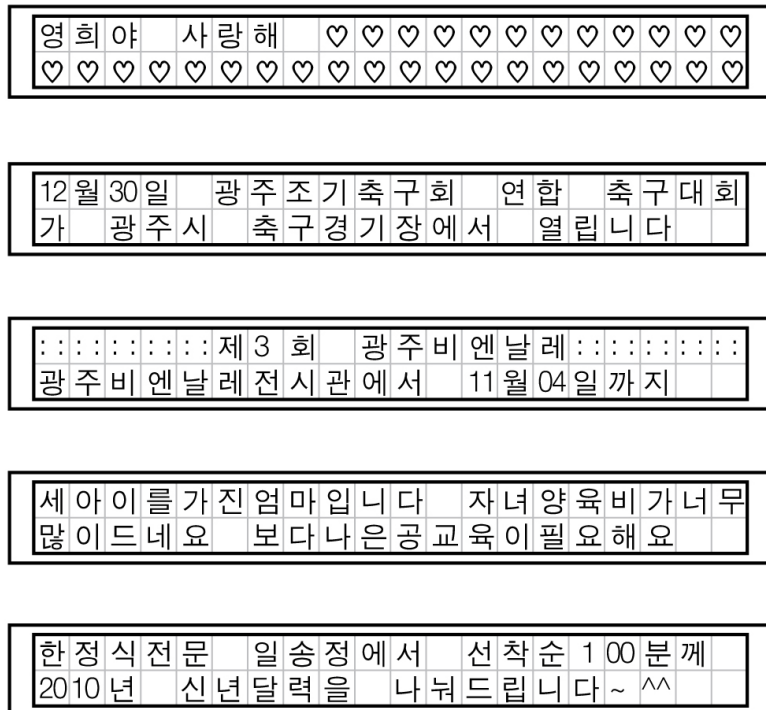 영희야 사랑해 ♡♡♡♡♡♡♡♡♡♡♡♡
♡♡♡♡♡♡♡♡♡♡♡♡♡♡♡♡♡♡♡♡
12월30일 광주조기축구회 연합 축구대회
가 광주시 축구경기장에서 열립니다
::::::::::제3회 광주비엔날레::::::::::
광주비엔날레전시관에서 11월04일까지
세아이를가진엄마입니다 자녀양육비가너무
많이드네요 보다나은공교육이필요해요
한정식전문 일송정에서 선착순100분께
2010년 신년달력을 나눠드립니다~ ^^